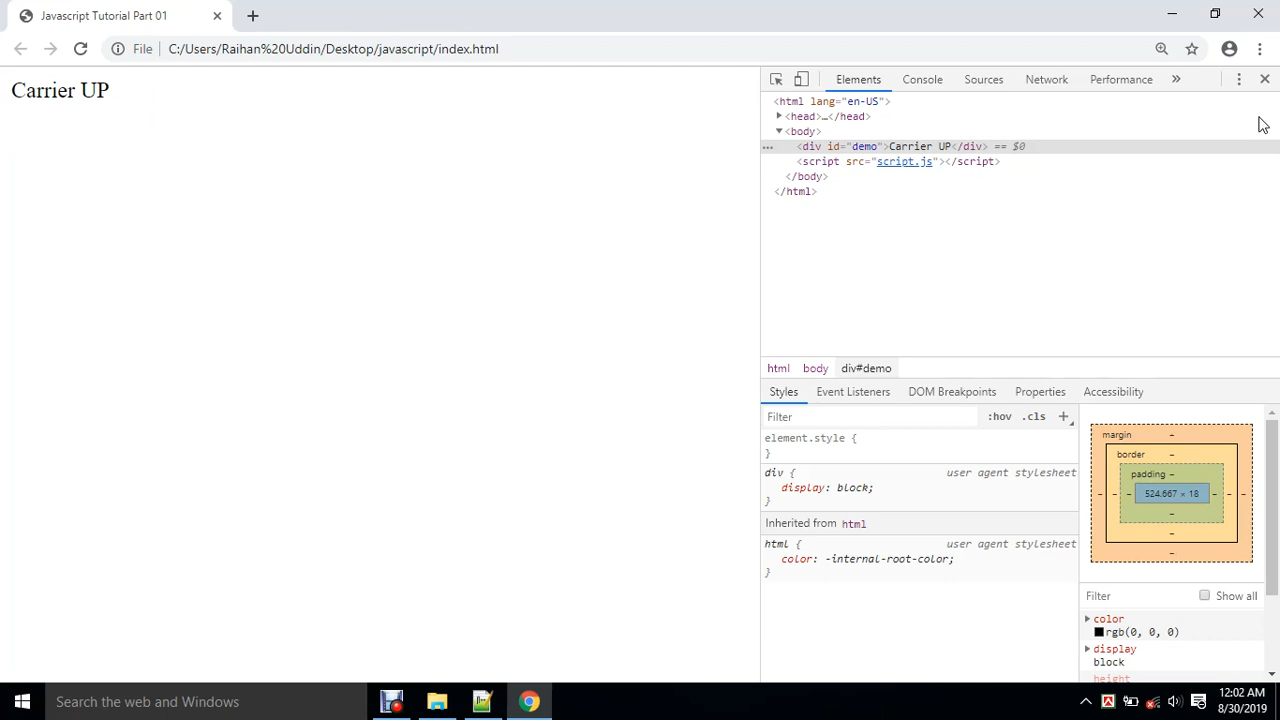 Javascript Tutorial Part 01
File
C:/Users/Raihan%20Uddin/Desktop/javascript/index.html
Carrier UP
Elements Console Sources Network Performance »
<html lang="en-US">
<head>…</head>
<body>
… <div id="demo">Carrier UP</div> == $0
<script src="script.js"></script>
</body>
</html>
html body div#demo
Styles Event Listeners DOM Breakpoints Properties Accessibility
Filter :hov .cls +
element.style {
}
div { user agent stylesheet
display: block;
}
Inherited from html
html { user agent stylesheet
color: -internal-root-color;
}
margin –
border –
padding –
– – – 524.667 × 18 – – –
–
–
–
Filter Show all
color
rgb(0, 0, 0)
display
block
height
Search the web and Windows
12:02 AM
8/30/2019